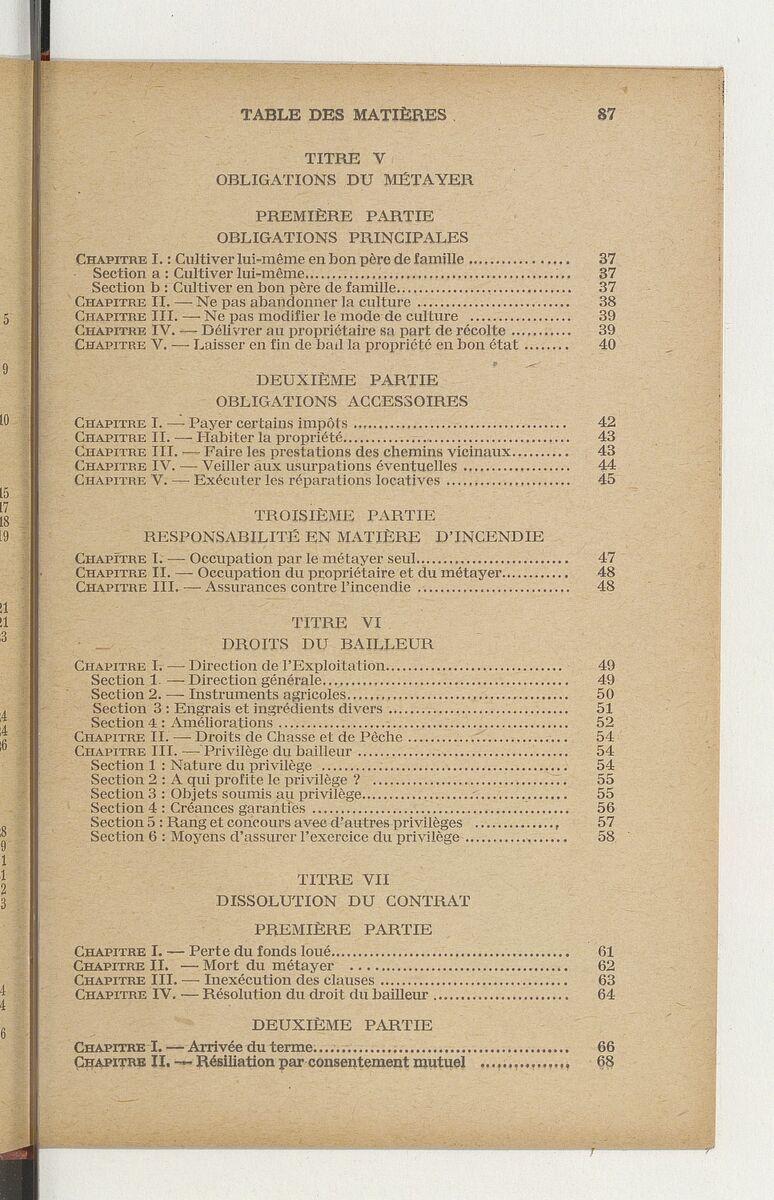 TABLE DES MATIÈRES 87
TITRE V
OBLIGATIONS DU MÉTAYER
PREMIÈRE PARTIE
OBLIGATIONS PRINCIPALES
CHAPITRE I. : Cultiver lui-même en bon père de famille ................ 37
Section a : Cultiver lui-même............................................ 37
Section b : Cultiver en bon père de famille............................. 37
CHAPITRE II. — Ne pas abandonner la culture ......................... 38
CHAPITRE III. — Ne pas modifier le mode de culture ................. 39
CHAPITRE IV. — Délivrer au propriétaire sa part de récolte .......... 39
CHAPITRE V. — Laisser en fin de bail la propriété en bon état ........ 40
DEUXIÈME PARTIE
OBLIGATIONS ACCESSOIRES
CHAPITRE I. — Payer certains impôts .................................... 42
CHAPITRE II. — Habiter la propriété...................................... 43
CHAPITRE III. — Faire les prestations des chemins vicinaux.......... 43
CHAPITRE IV. — Veiller aux usurpations éventuelles .................. 44
CHAPITRE V. — Exécuter les réparations locatives ..................... 45
TROISIÈME PARTIE
RESPONSABILITÉ EN MATIÈRE D'INCENDIE
CHAPITRE I. — Occupation par le métayer seul.......................... 47
CHAPITRE II. — Occupation du propriétaire et du métayer........... 48
CHAPITRE III. — Assurances contre l'incendie .......................... 48
TITRE VI
DROITS DU BAILLEUR
CHAPITRE I. — Direction de l'Exploitation.............................. 49
Section 1. — Direction générale......................................... 49
Section 2. — Instruments agricoles..................................... 50
Section 3 : Engrais et ingrédients divers .............................. 51
Section 4 : Améliorations ................................................ 52
CHAPITRE II. — Droits de Chasse et de Pêche ........................... 54
CHAPITRE III. — Privilège du bailleur ................................... 54
Section 1 : Nature du privilège ......................................... 54
Section 2 : A qui profite le privilège ? ................................ 55
Section 3 : Objets soumis au privilège.................................. 55
Section 4 : Créances garanties .......................................... 56
Section 5 : Rang et concours avec d'autres privilèges .............. 57
Section 6 : Moyens d'assurer l'exercice du privilège ................. 58
TITRE VII
DISSOLUTION DU CONTRAT
PREMIÈRE PARTIE
CHAPITRE I. — Perte du fonds loué........................................ 61
CHAPITRE II. — Mort du métayer ........................................ 62
CHAPITRE III. — Inexécution des clauses ................................ 63
CHAPITRE IV. — Résolution du droit du bailleur ....................... 64
DEUXIÈME PARTIE
CHAPITRE I. — Arrivée du terme........................................... 66
CHAPITRE II. — Résiliation par consentement mutuel ............... 68